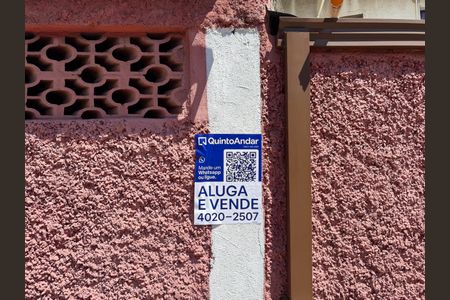 QuintoAndar
Mande um
Whatsapp
ou ligue.
ALUGA
E VENDE
4020-2507